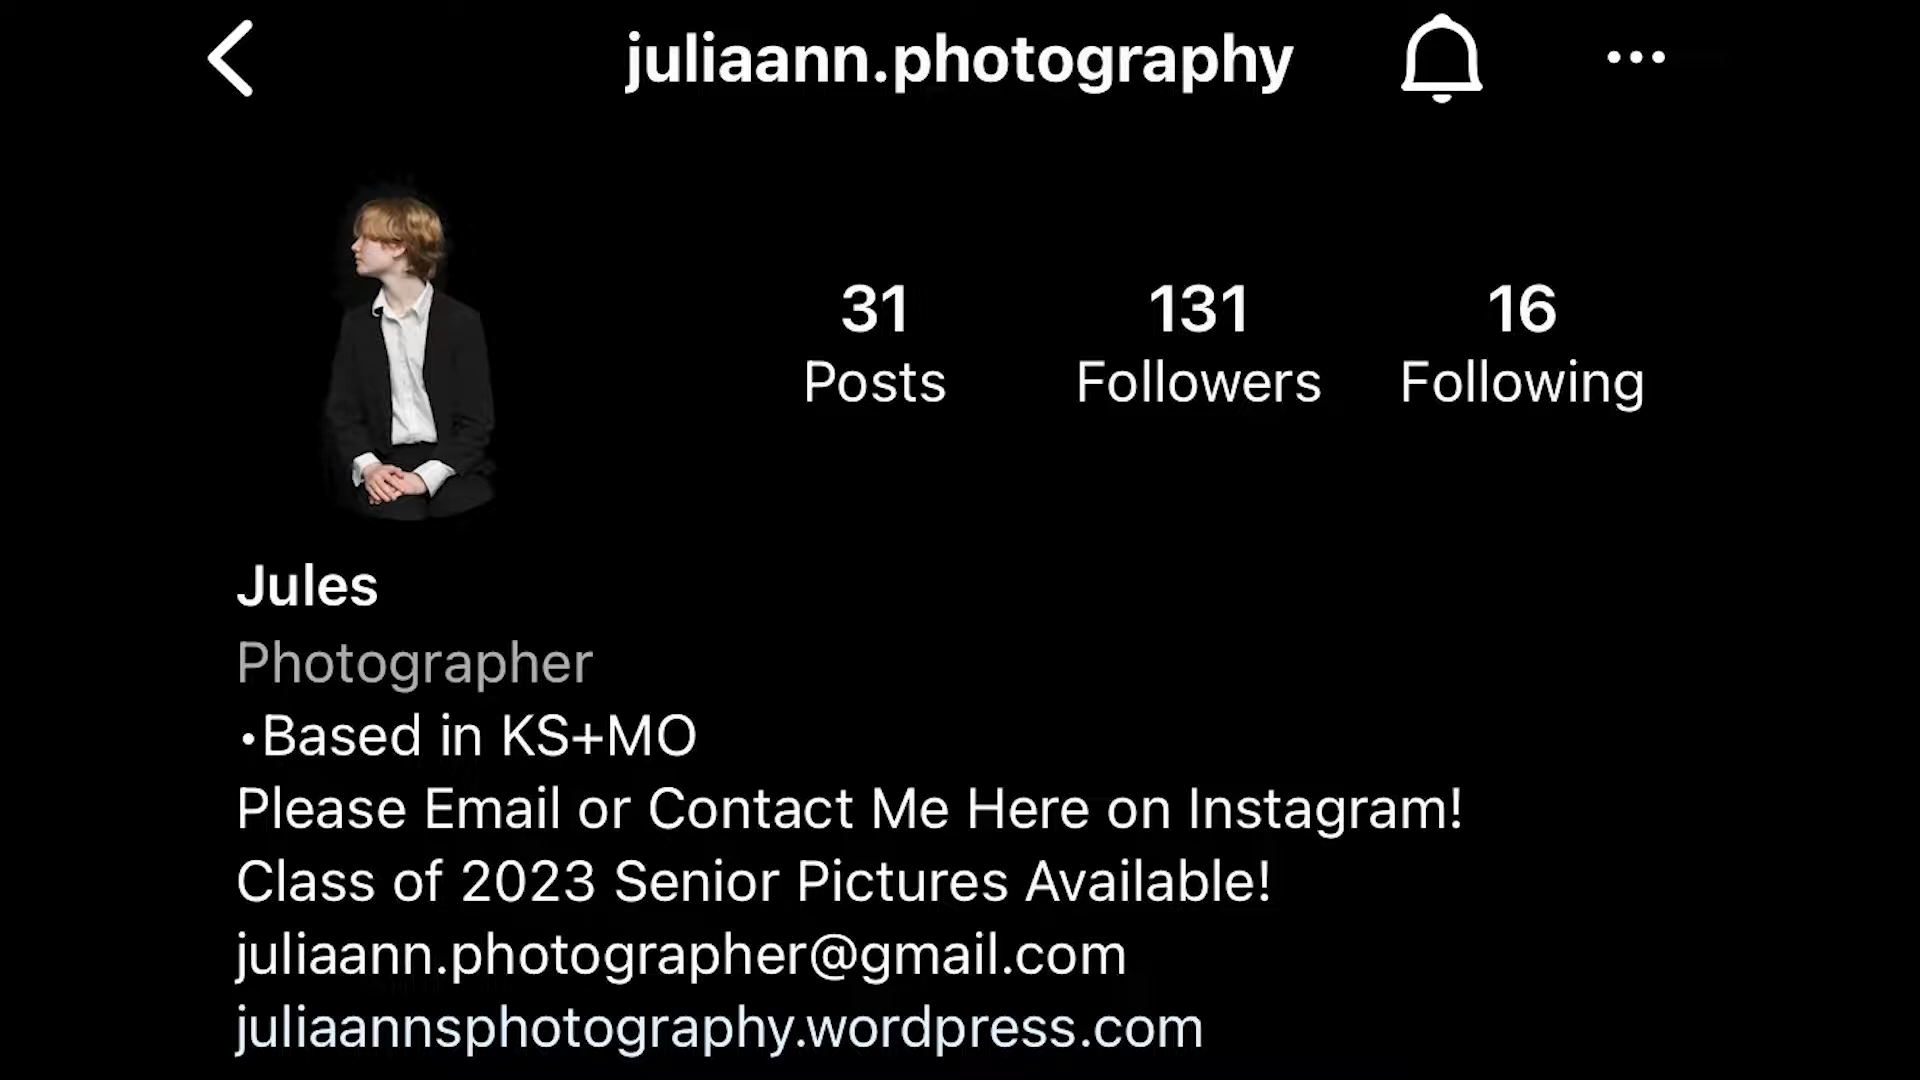 juliaann.photography
31 131 16
Posts Followers Following
Jules
Photographer
•Based in KS+MO
Please Email or Contact Me Here on Instagram!
Class of 2023 Senior Pictures Available!
juliaann.photographer@gmail.com
juliaannsphotography.wordpress.com